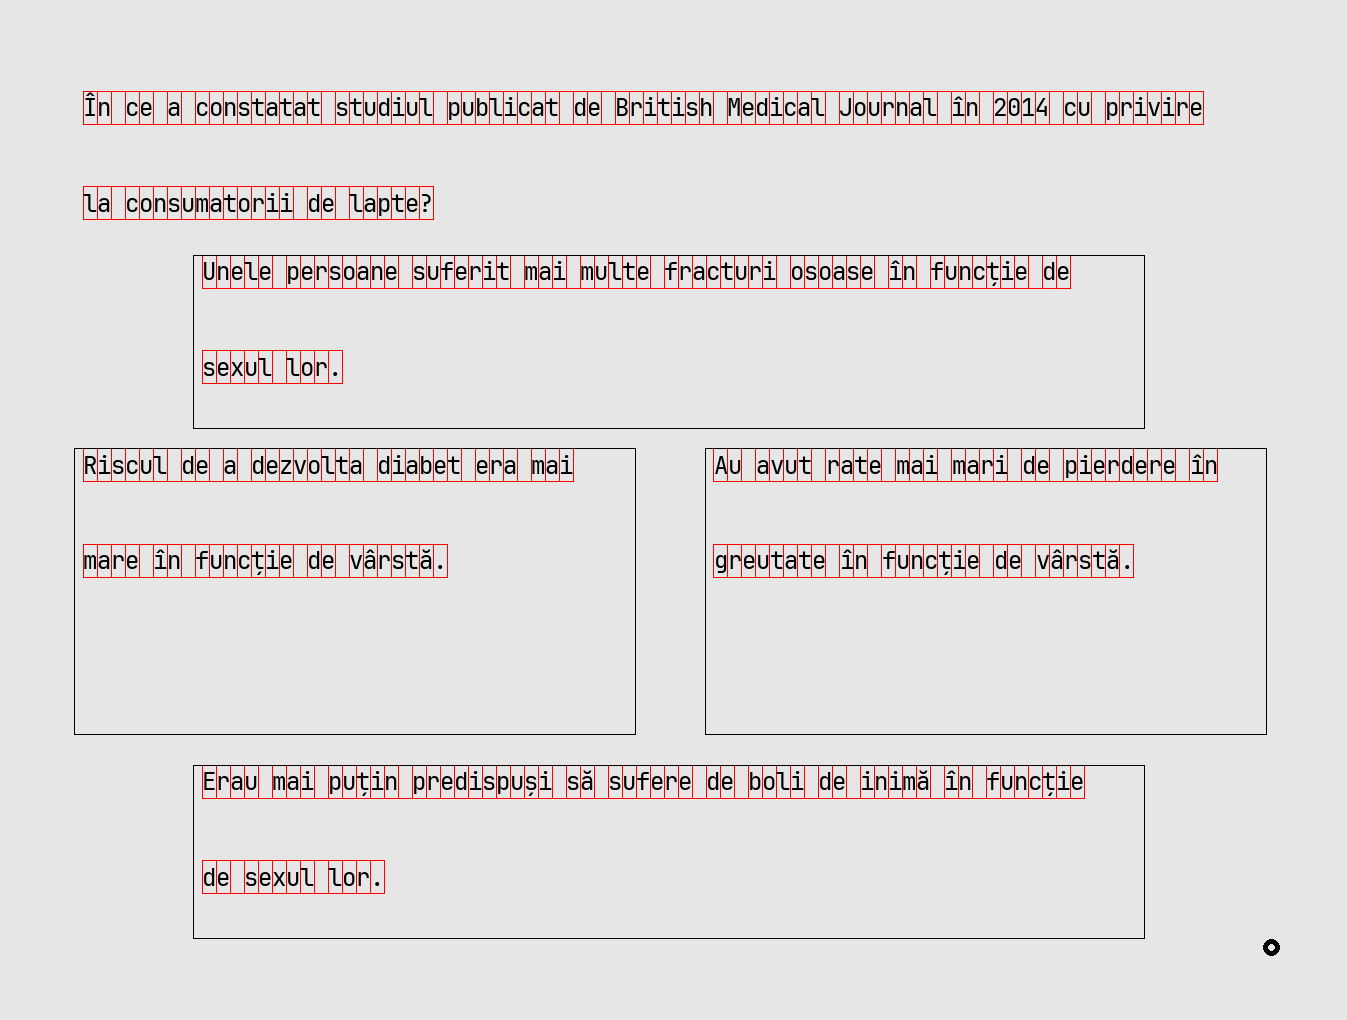 În ce a constatat studiul publicat de British Medical Journal în 2014 cu privire
la consumatorii de lapte?
Unele persoane suferit mai multe fracturi osoase în funcție de
sexul lor.
Riscul de a dezvolta diabet era mai
mare în funcție de vârstă.
Au avut rate mai mari de pierdere în
greutate în funcție de vârstă.
Erau mai puțin predispuși să sufere de boli de inimă în funcție
de sexul lor.